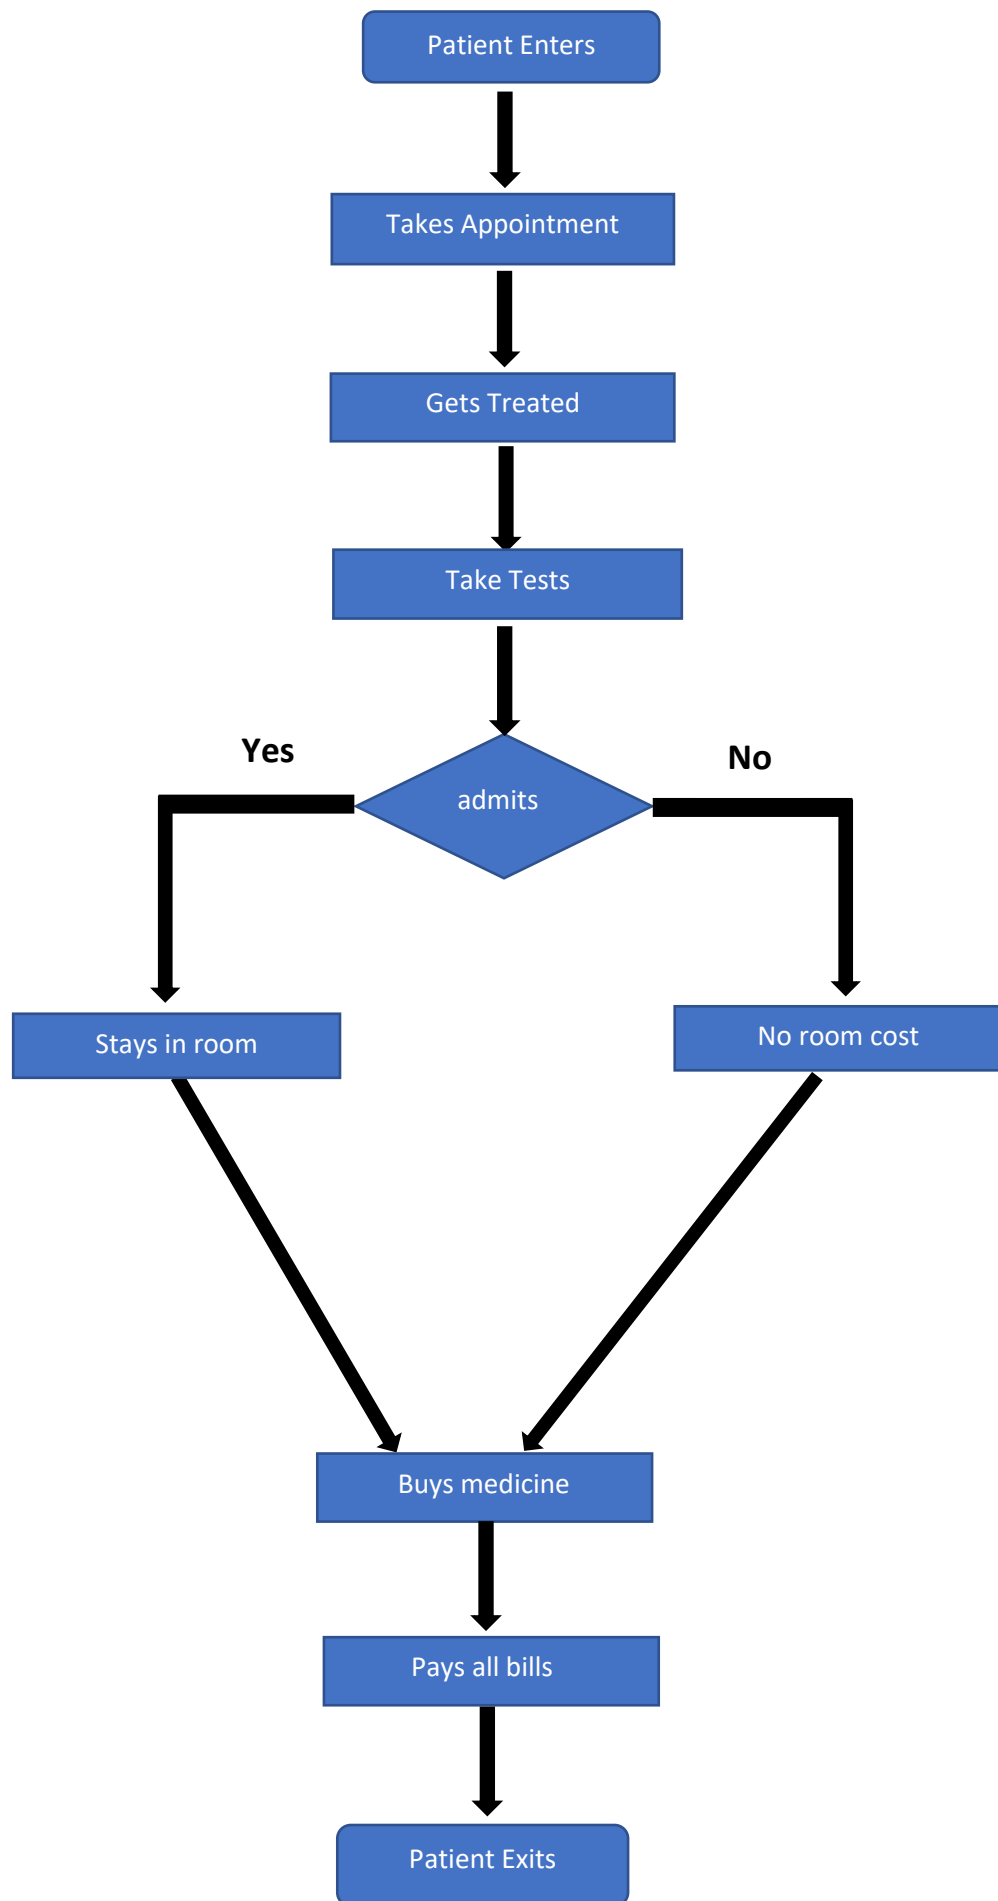 Patient Enters
Takes Appointment
Gets Treated
Take Tests
Yes
No
admits
Stays in room
No room cost
Buys medicine
Pays all bills
Patient Exits